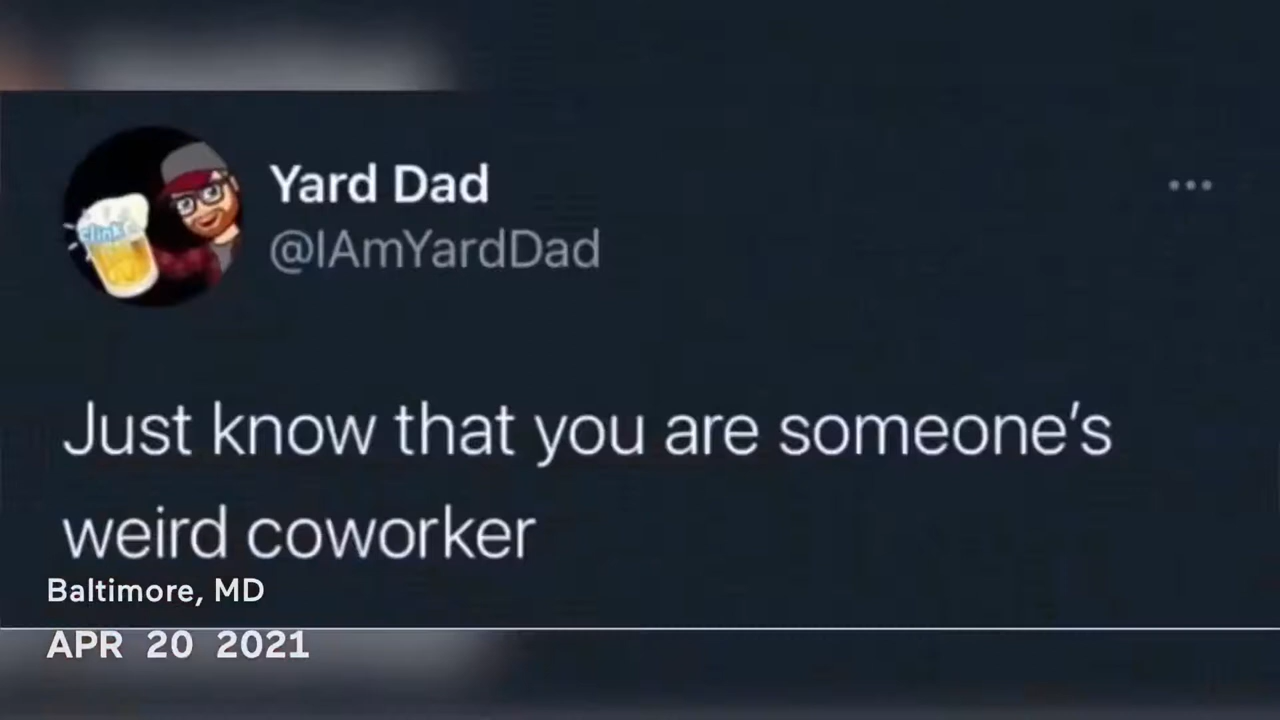 Yard Dad
@IAmYardDad
Clink
Just know that you are someone's
weird coworker
Baltimore, MD
APR 20 2021